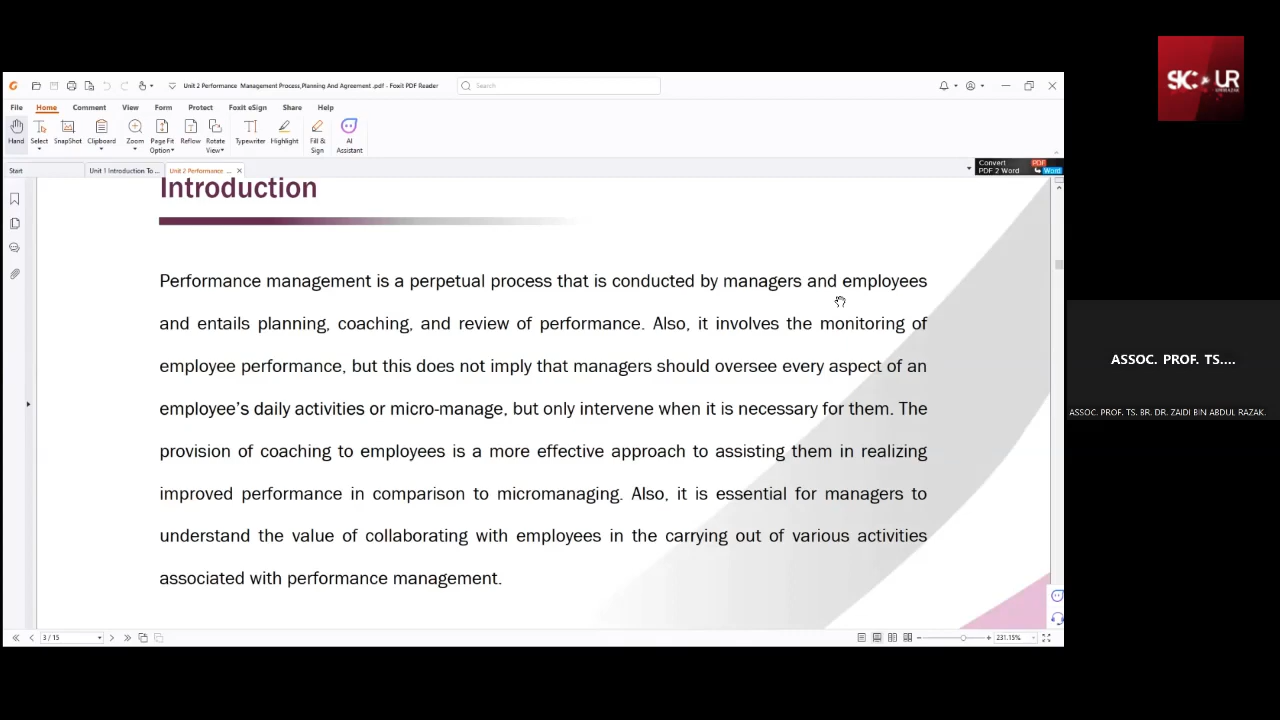 Unit 2 Performance Management Process,Planning And Agreement .pdf - Foxit PDF Reader
Search
File Home Comment View Form Protect Foxit eSign Share Help
Hand Select SnapShot Clipboard Zoom Page Fit Option Reflow Rotate View Typewriter Highlight Fill & Sign AI Assistant
Start Unit 1 Introduction To ... Unit 2 Performance ...
Convert PDF
PDF 2 Word Word
Introduction
Performance management is a perpetual process that is conducted by managers and employees
and entails planning, coaching, and review of performance. Also, it involves the monitoring of
employee performance, but this does not imply that managers should oversee every aspect of an
employee's daily activities or micro-manage, but only intervene when it is necessary for them. The
provision of coaching to employees is a more effective approach to assisting them in realizing
improved performance in comparison to micromanaging. Also, it is essential for managers to
understand the value of collaborating with employees in the carrying out of various activities
associated with performance management.
3 / 15
231.15%
ASSOC. PROF. TS....
ASSOC. PROF. TS. BR. DR. ZAIDI BIN ABDUL RAZAK.